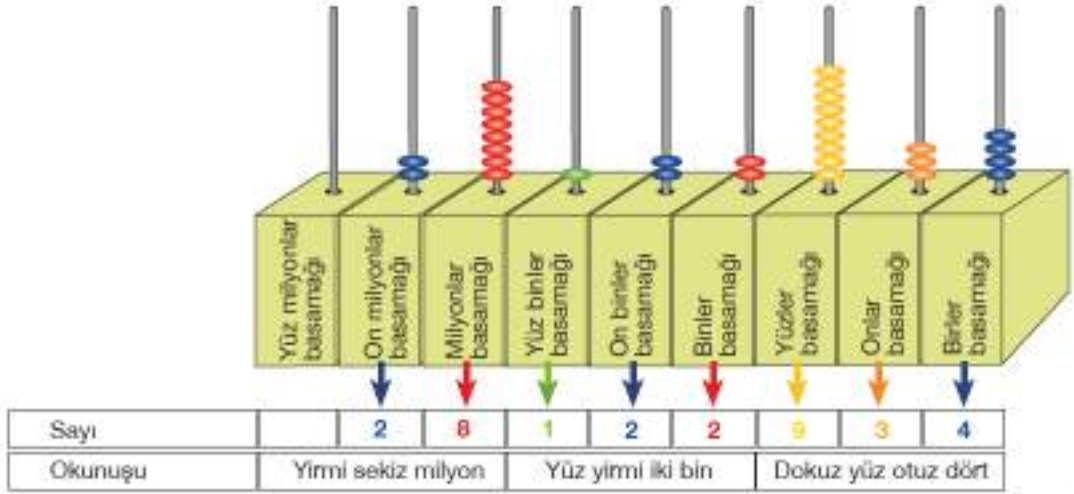 Yüz milyonlar basamağı
On milyonlar basamağı
Milyonlar basamağı
Yüz binler basamağı
On binler basamağı
Binler basamağı
Yüzler basamağı
Onlar basamağı
Birler basamağı
Sayı 2 8 1 2 2 9 3 4
Okunuşu Yirmi sekiz milyon Yüz yirmi iki bin Dokuz yüz otuz dört